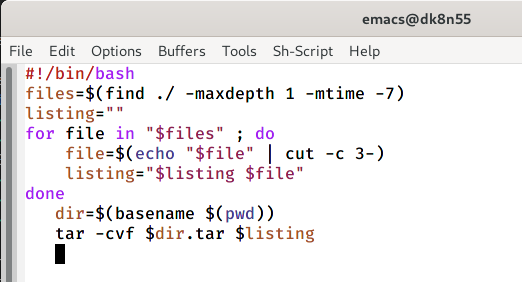 emacs@dk8n55
File Edit Options Buffers Tools Sh-Script Help
#!/bin/bash
files=$(find ./ -maxdepth 1 -mtime -7)
listing=""
for file in "$files" ; do
    file=$(echo "$file" | cut -c 3-)
    listing="$listing $file"
done
   dir=$(basename $(pwd))
   tar -cvf $dir.tar $listing